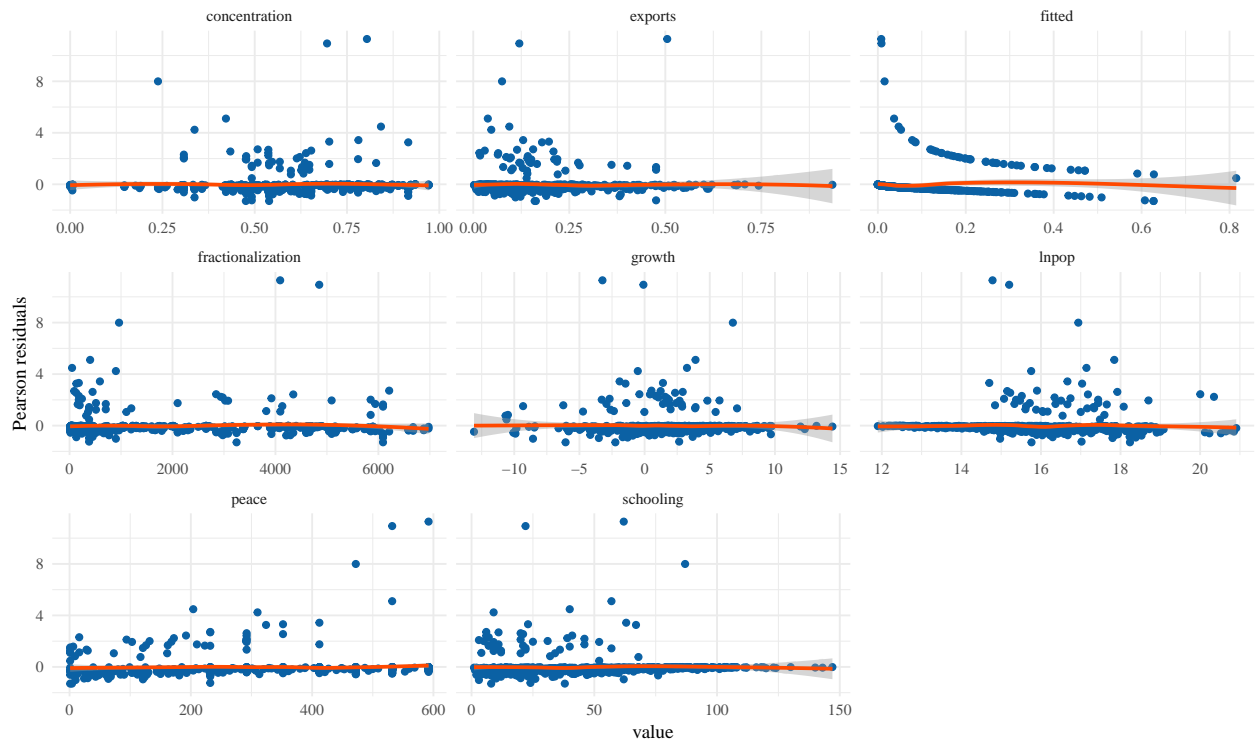 concentration exports fitted
8
4
0
0.00 0.25 0.50 0.75 1.00 0.00 0.25 0.50 0.75 0.0 0.2 0.4 0.6 0.8
fractionalization growth lnpop
Pearson residuals
8
4
0
0 2000 4000 6000 −10 −5 0 5 10 15 12 14 16 18 20
peace schooling
8
4
0
0 200 400 600 0 50 100 150
value